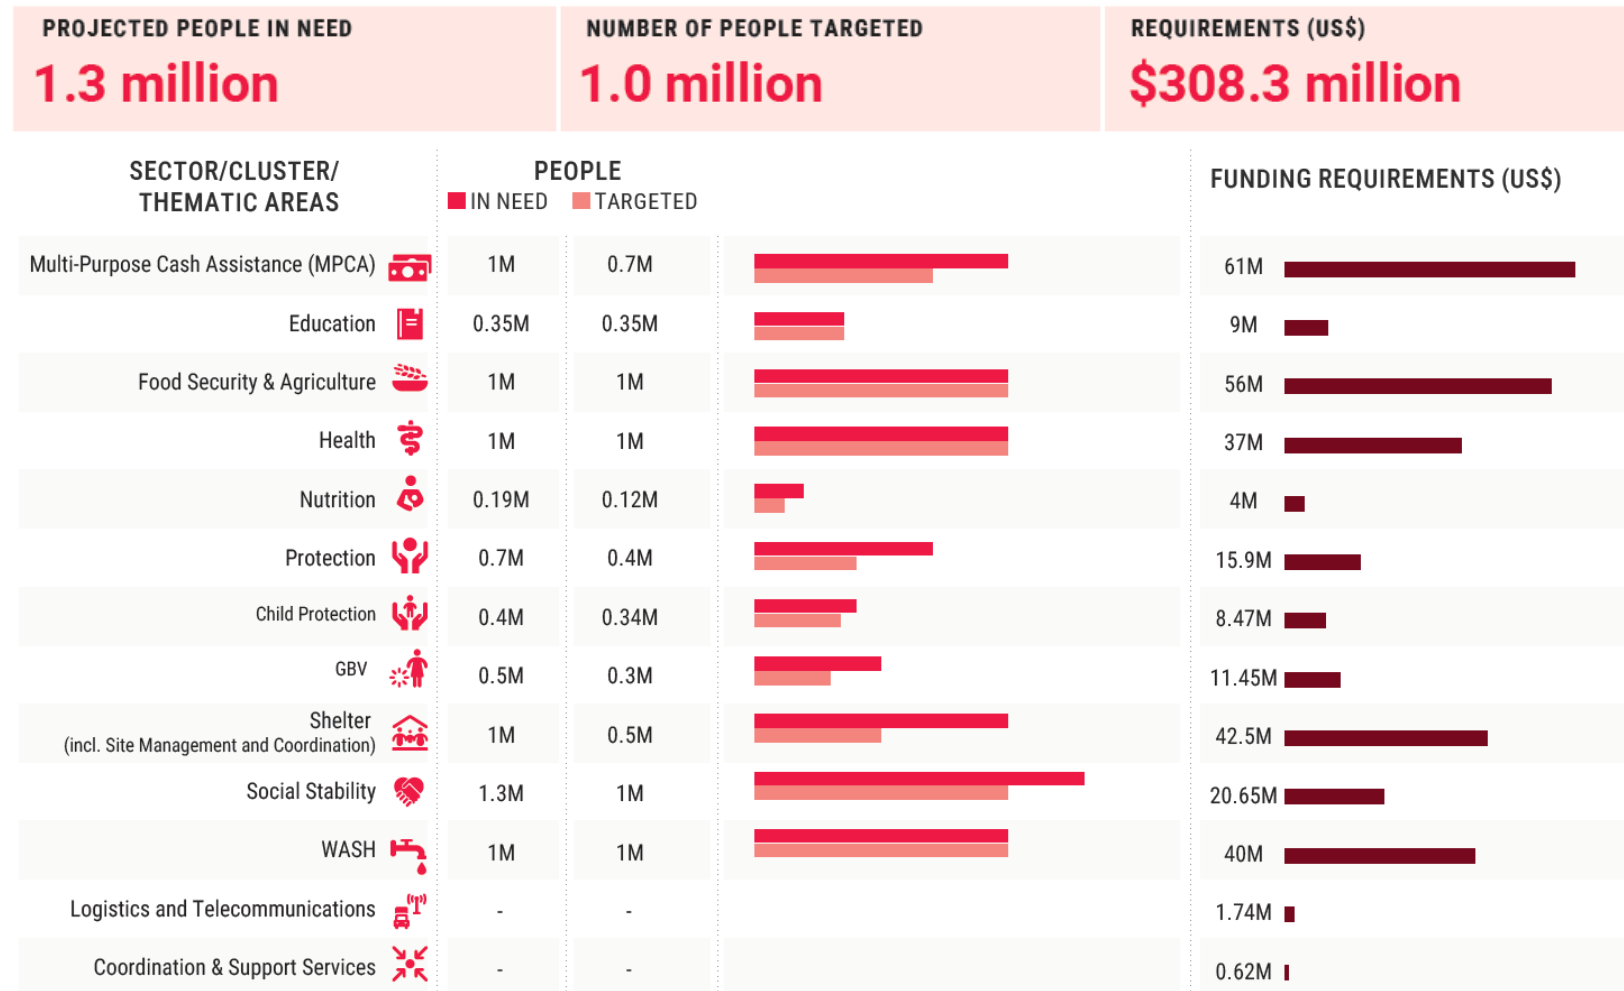 PROJECTED PEOPLE IN NEED
1.3 million
NUMBER OF PEOPLE TARGETED
1.0 million
REQUIREMENTS (US$)
$308.3 million
SECTOR/CLUSTER/
THEMATIC AREAS
PEOPLE
IN NEED TARGETED
FUNDING REQUIREMENTS (US$)
Multi-Purpose Cash Assistance (MPCA) 1M 0.7M 61M
Education 0.35M 0.35M 9M
Food Security & Agriculture 1M 1M 56M
Health 1M 1M 37M
Nutrition 0.19M 0.12M 4M
Protection 0.7M 0.4M 15.9M
Child Protection 0.4M 0.34M 8.47M
GBV 0.5M 0.3M 11.45M
Shelter
(incl. Site Management and Coordination) 1M 0.5M 42.5M
Social Stability 1.3M 1M 20.65M
WASH 1M 1M 40M
Logistics and Telecommunications - - 1.74M
Coordination & Support Services - - 0.62M